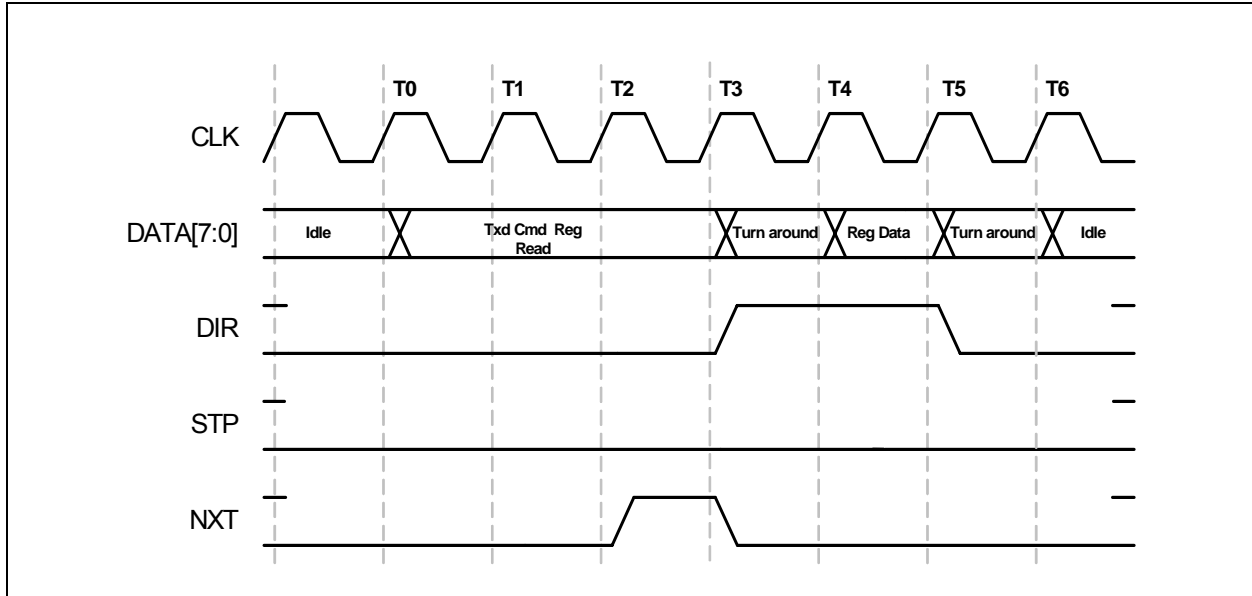 T0 T1 T2 T3 T4 T5 T6
CLK
DATA[7:0] Idle Txd Cmd Reg Turn around Reg Data Turn around Idle
Read
DIR
STP
NXT